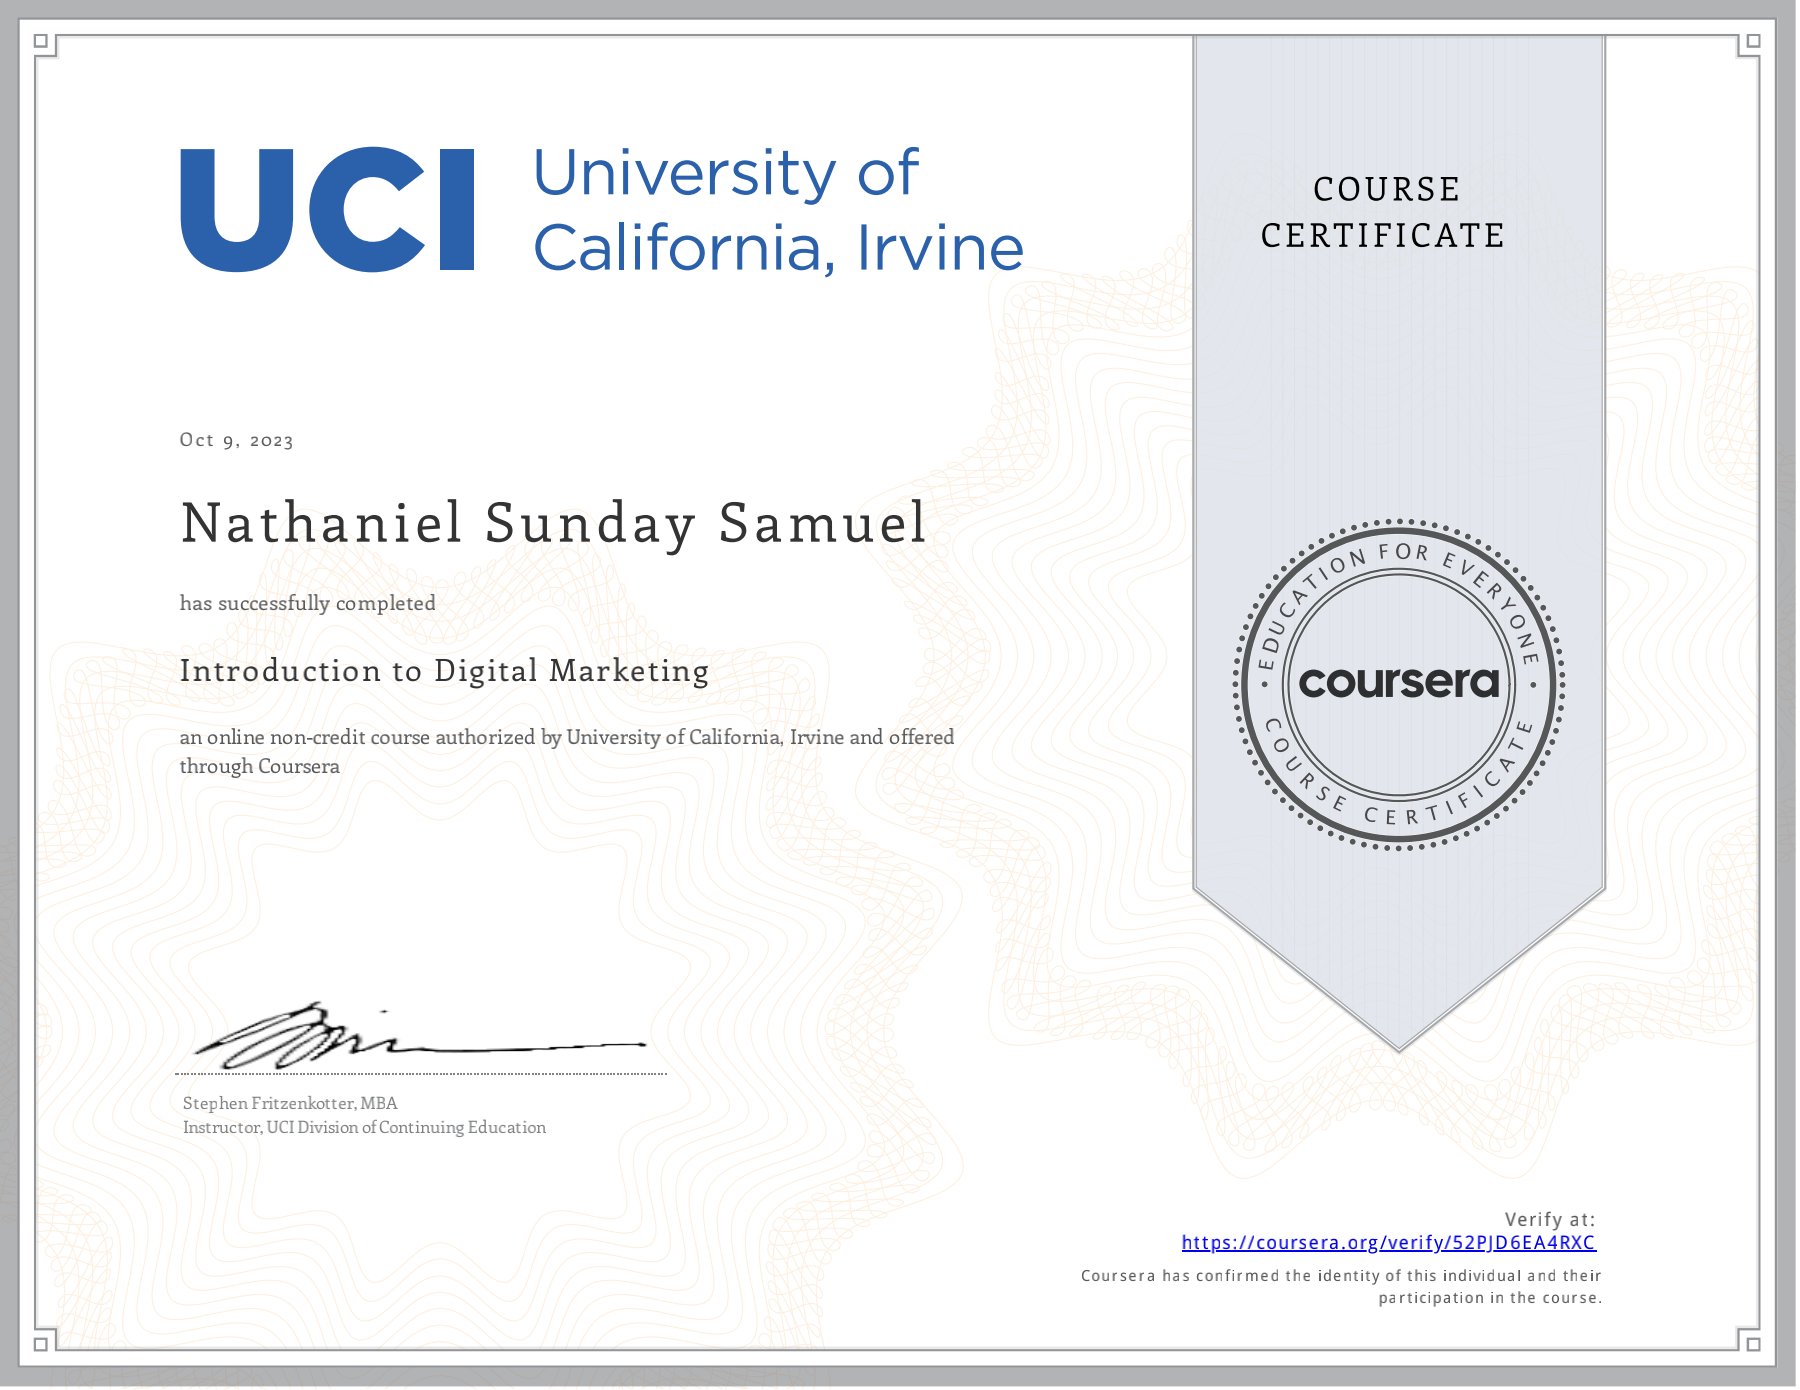 UCI University of
California, Irvine
COURSE
CERTIFICATE
Oct 9, 2023
Nathaniel Sunday Samuel
has successfully completed
Introduction to Digital Marketing
an online non-credit course authorized by University of California, Irvine and offered
through Coursera
EDUCATION FOR EVERYONE
coursera
COURSE CERTIFICATE
Stephen Fritzenkotter, MBA
Instructor, UCI Division of Continuing Education
Verify at:
https://coursera.org/verify/52PJD6EA4RXC
Coursera has confirmed the identity of this individual and their
participation in the course.